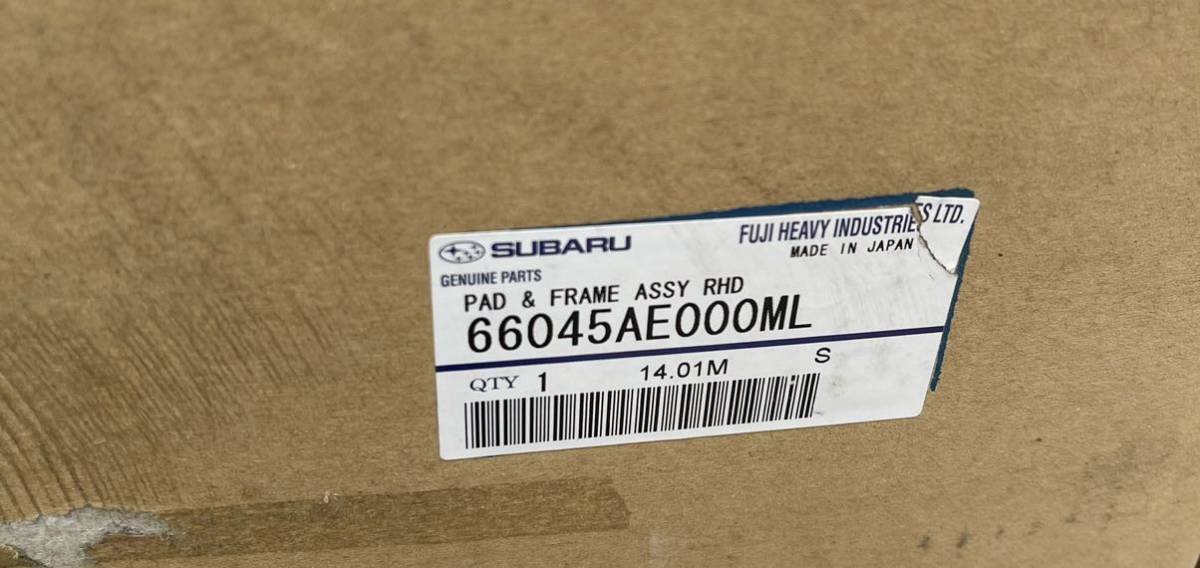 SUBARU
FUJI HEAVY INDUSTRIES LTD.
MADE IN JAPAN
GENUINE PARTS
PAD & FRAME ASSY RHD
66045AE000ML
QTY 1
14.01M
S